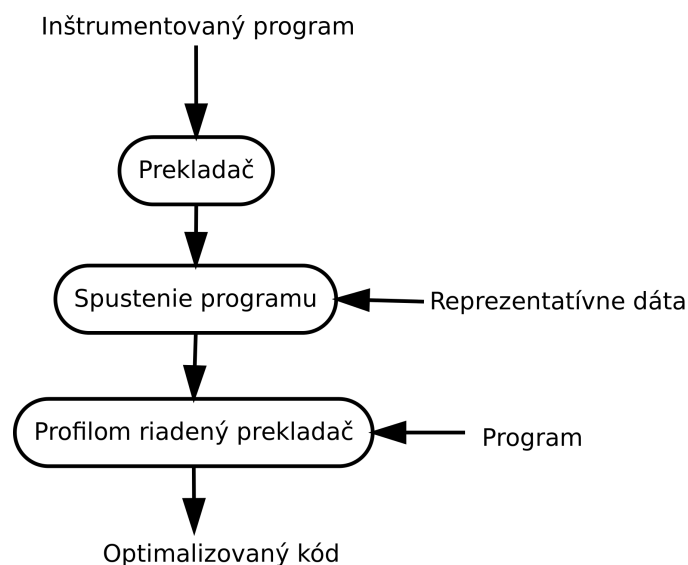 Inštrumentovaný program
Prekladač
Spustenie programu
Reprezentatívne dáta
Profilom riadený prekladač
Program
Optimalizovaný kód